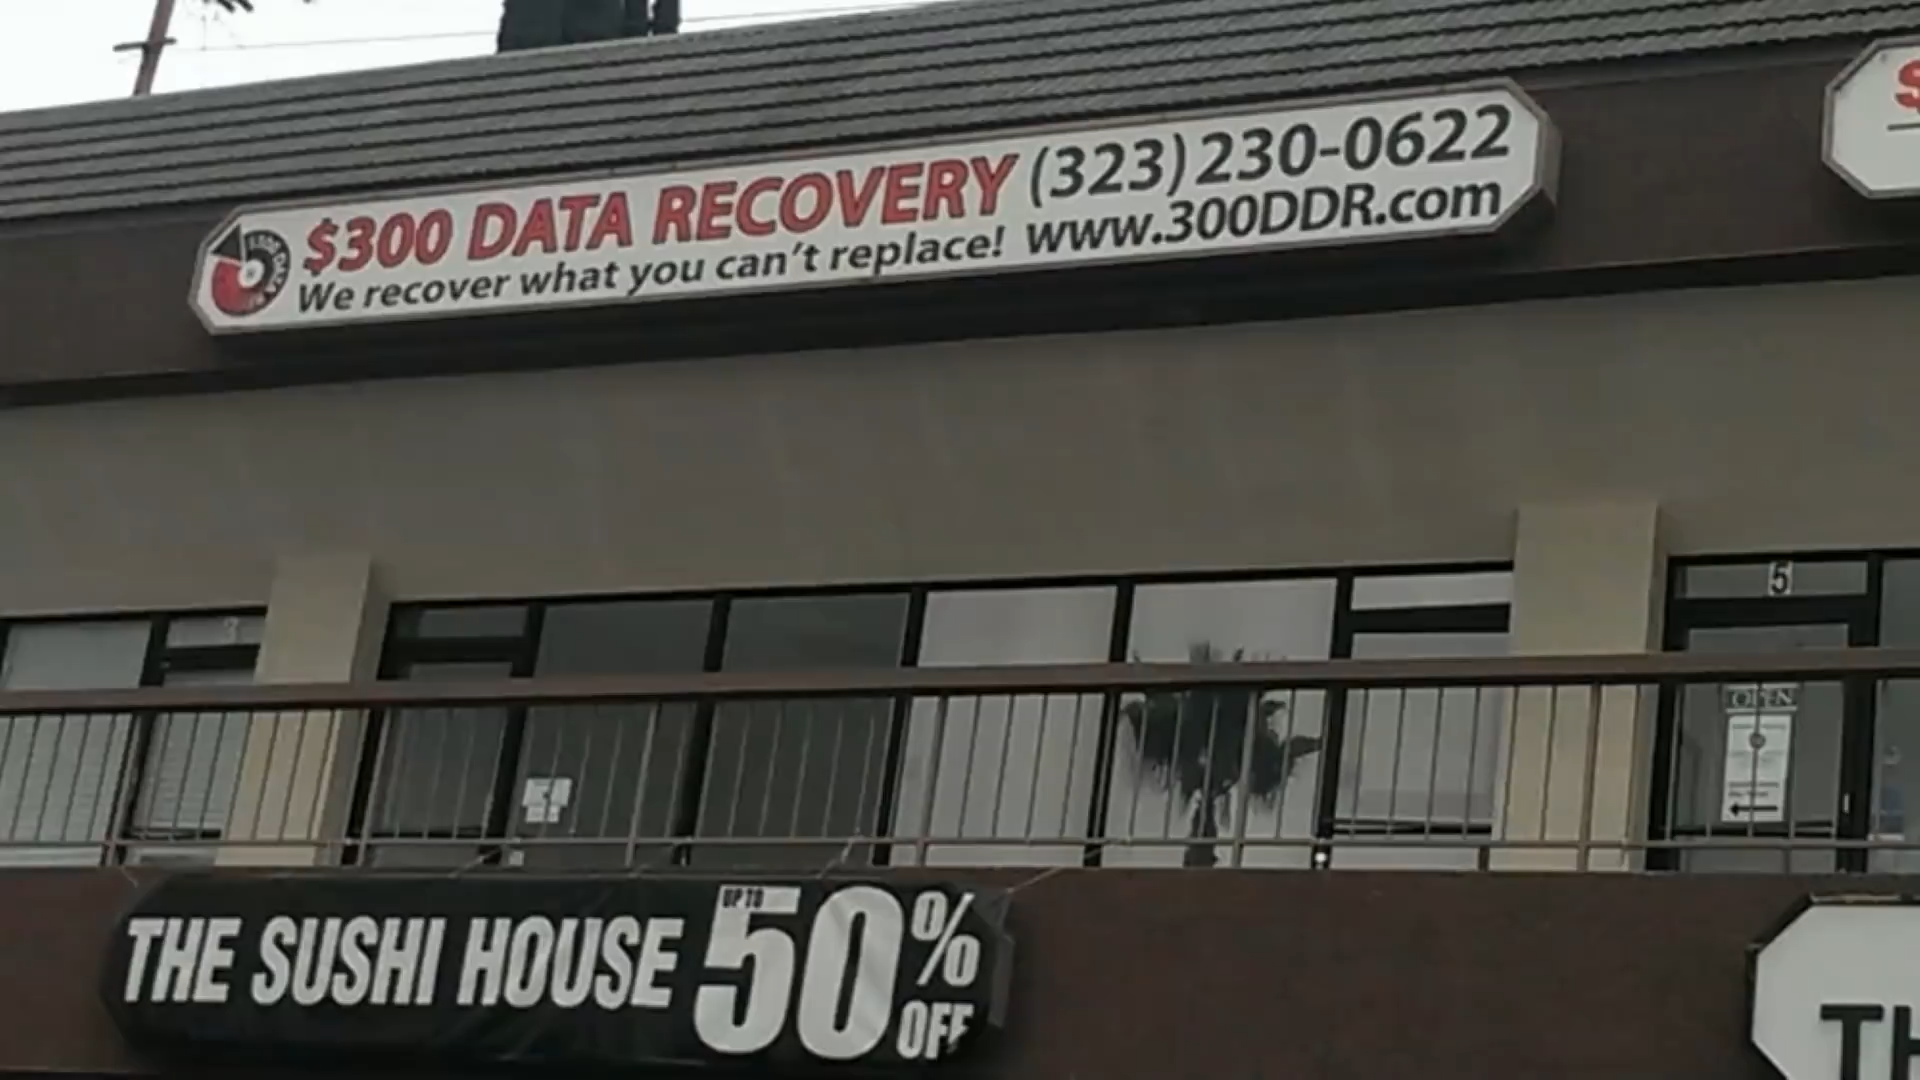 $300 DATA RECOVERY (323) 230-0622
We recover what you can't replace! www.300DDR.com
$
5
OPEN
THE SUSHI HOUSE UP TO 50% OFF
TH